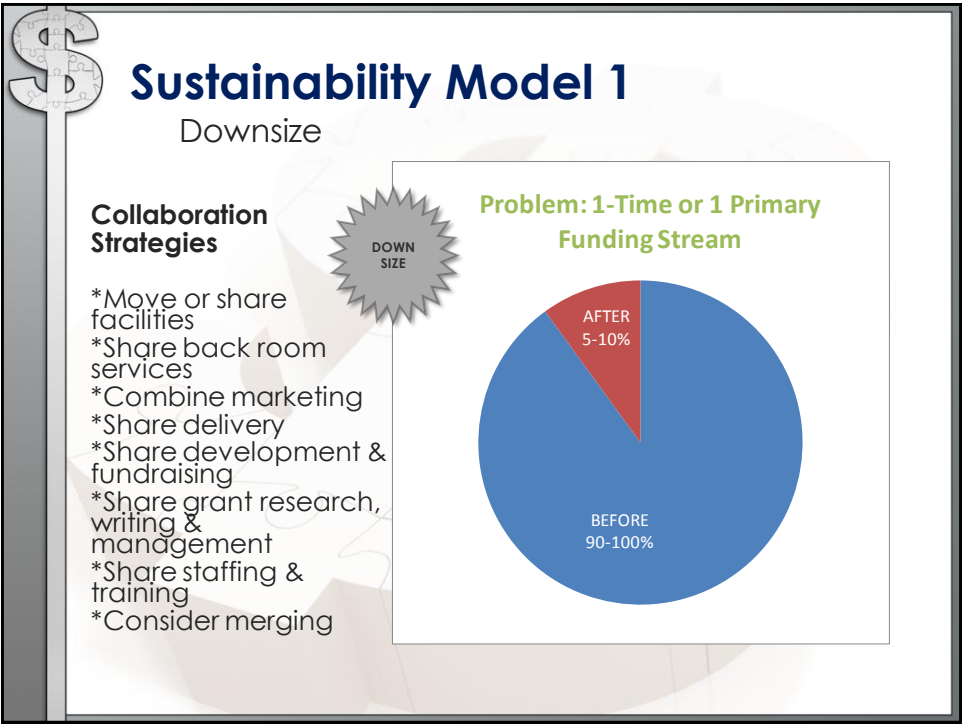 Sustainability Model 1
Downsize
Collaboration
Strategies
*Move or share
facilities
*Share back room
services
*Combine marketing
*Share delivery
*Share development &
fundraising
*Share grant research,
writing &
management
*Share staffing &
training
*Consider merging
DOWN
SIZE
Problem: 1-Time or 1 Primary
Funding Stream
AFTER
5-10%
BEFORE
90-100%